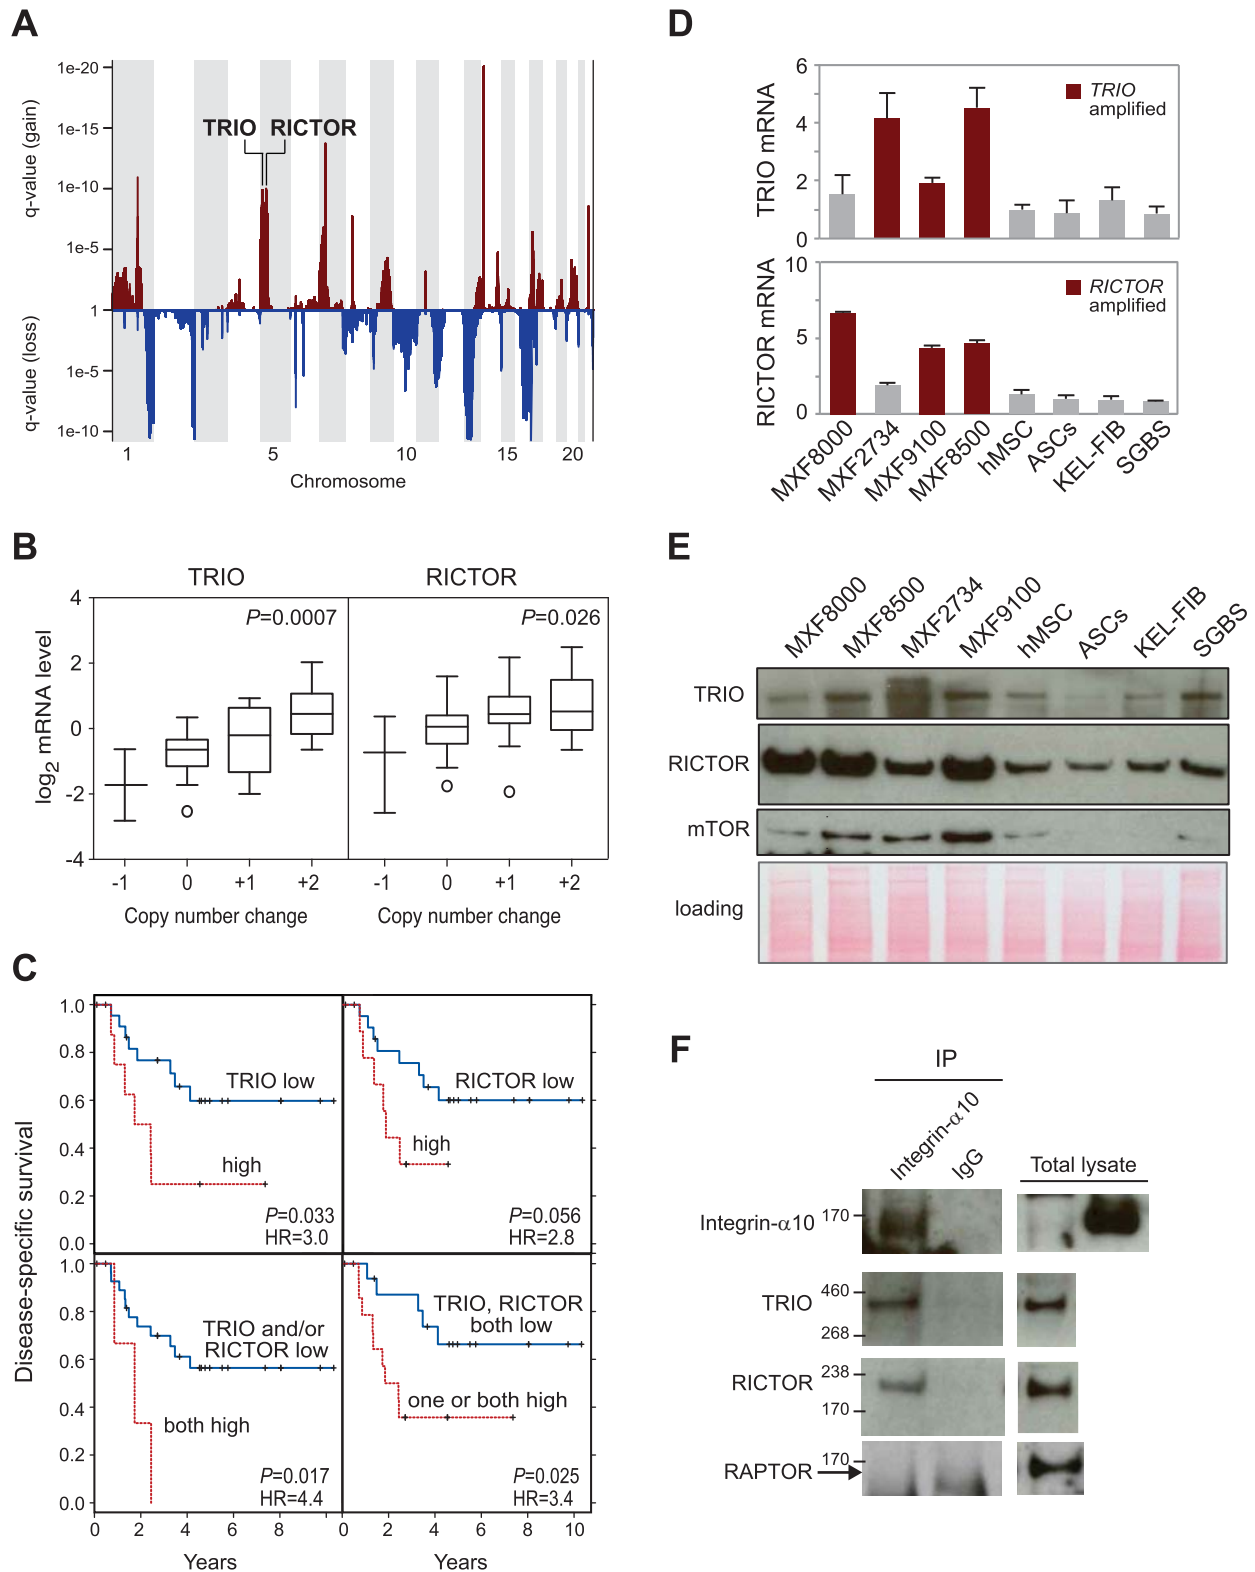 A
1e-20
1e-15
1e-10
1e-5
1
1e-5
1e-10
q-value (gain)
q-value (loss)
TRIO RICTOR
1 5 10 15 20
Chromosome
B
TRIO RICTOR
P=0.0007 P=0.026
4
2
0
-2
-4
log2 mRNA level
-1 0 +1 +2 -1 0 +1 +2
Copy number change Copy number change
C
Disease-specific survival
1.0
0.8
0.6
0.4
0.2
0.0
TRIO low
high
P=0.033
HR=3.0
RICTOR low
high
P=0.056
HR=2.8
1.0
0.8
0.6
0.4
0.2
0.0
TRIO and/or
RICTOR low
both high
P=0.017
HR=4.4
TRIO, RICTOR
both low
one or both high
P=0.025
HR=3.4
0 2 4 6 8 0 2 4 6 8 10
Years Years
D
6
4
2
0
TRIO mRNA
TRIO
amplified
10
5
0
RICTOR mRNA
RICTOR
amplified
MXF8000
MXF2734
MXF9100
MXF8500
hMSC
ASCs
KEL-FIB
SGBS
E
MXF8000
MXF8500
MXF2734
MXF9100
hMSC
ASCs
KEL-FIB
SGBS
TRIO
RICTOR
mTOR
loading
F
IP
Integrin-α10
IgG
Total lysate
Integrin-α10 170
TRIO 460
268
RICTOR 238
170
RAPTOR 170